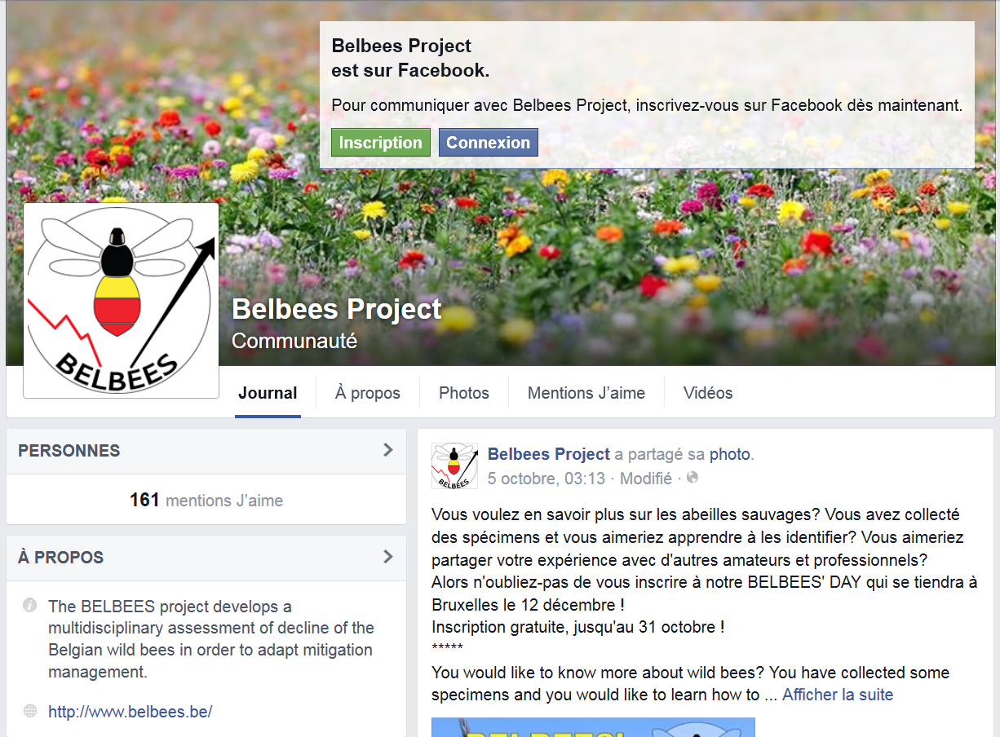 Belbees Project
est sur Facebook.
Pour communiquer avec Belbees Project, inscrivez-vous sur Facebook dès maintenant.
Inscription Connexion
BELBEES
Belbees Project
Communauté
Journal À propos Photos Mentions J’aime Vidéos
PERSONNES
161 mentions J’aime
À PROPOS
The BELBEES project develops a
multidisciplinary assessment of decline of the
Belgian wild bees in order to adapt mitigation
management.
http://www.belbees.be/
BELBEES
Belbees Project a partagé sa photo.
5 octobre, 03:13 · Modifié ·
Vous voulez en savoir plus sur les abeilles sauvages? Vous avez collecté
des spécimens et vous aimeriez apprendre à les identifier? Vous aimeriez
partager votre expérience avec d'autres amateurs et professionnels?
Alors n'oubliez-pas de vous inscrire à notre BELBEES' DAY qui se tiendra à
Bruxelles le 12 décembre !
Inscription gratuite, jusqu'au 31 octobre !
*****
You would like to know more about wild bees? You have collected some
specimens and you would like to learn how to ... Afficher la suite
BELBEES'